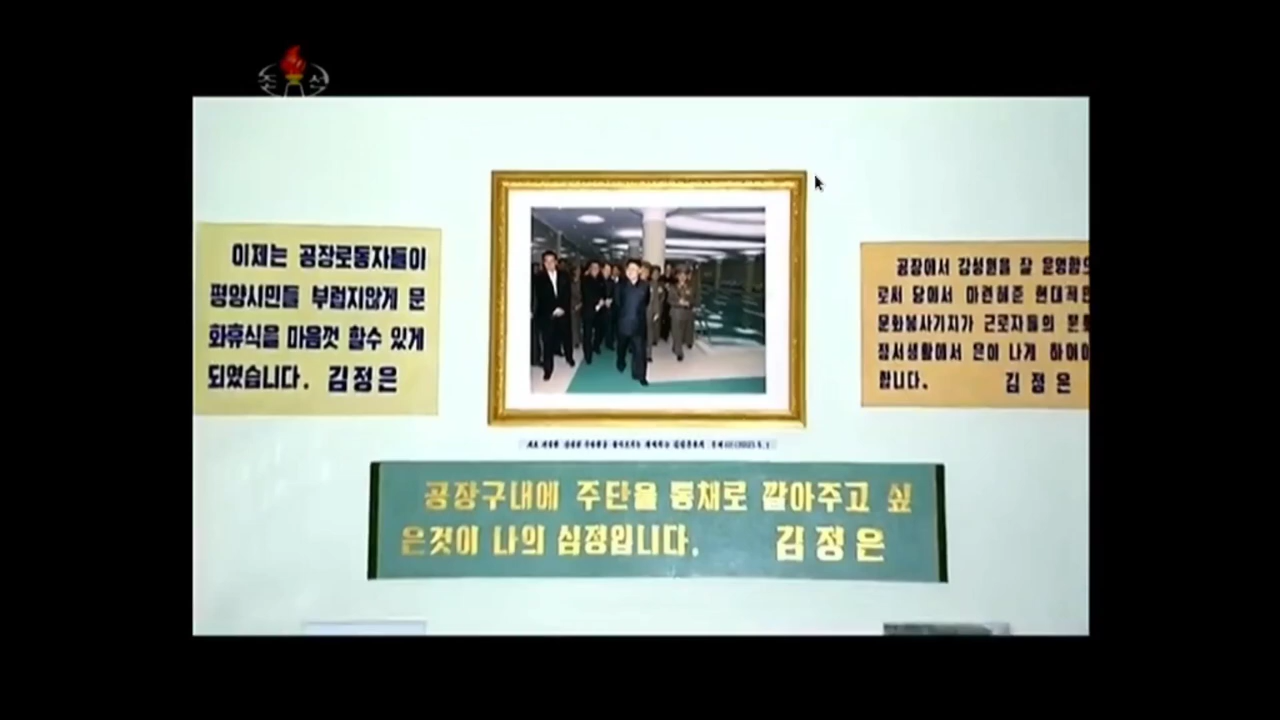 조선
이제는 공장로동자들이
평양시민들 부럽지않게 문
화휴식을 마음껏 할수 있게
되였습니다. 김정은
공장에서 강성원을 잘 운영함으
로써 당에서 마련해준 현대적인
문화봉사기지가 근로자들의 문화
정서생활에서 은이 나게 하여야
합니다. 김정은
공장구내에 주단을 통채로 깔아주고 싶
은것이 나의 심정입니다. 김정은